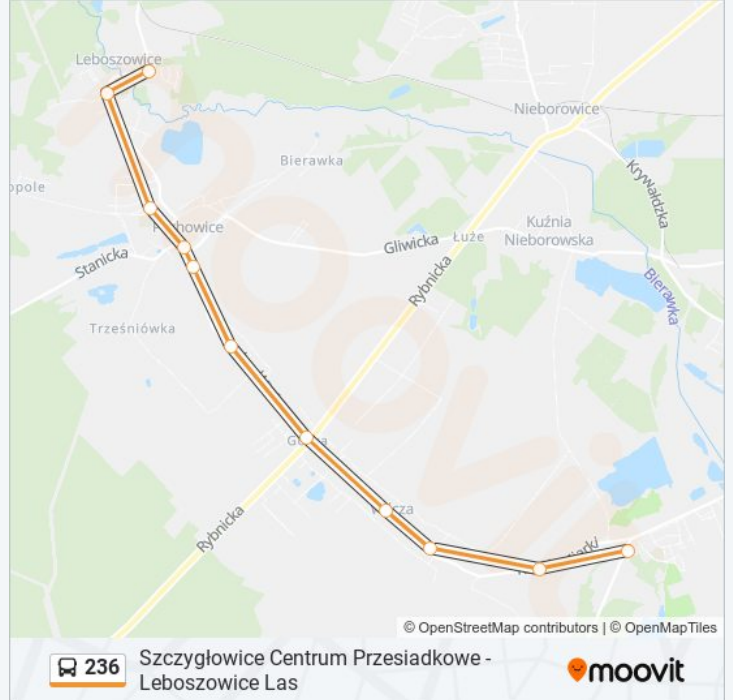 Leboszowice
Nieborowice
Bierawka
Krywałdzka
opole
Kuźnia
Nieborowska
Gliwicka
Łuże
Stanicka
Rybnicka
Bierawka
Trześniówka
Rybnicka
© OpenStreetMap contributors | © OpenMapTiles
236
Szczygłowice Centrum Przesiadkowe -
Leboszowice Las
moovit